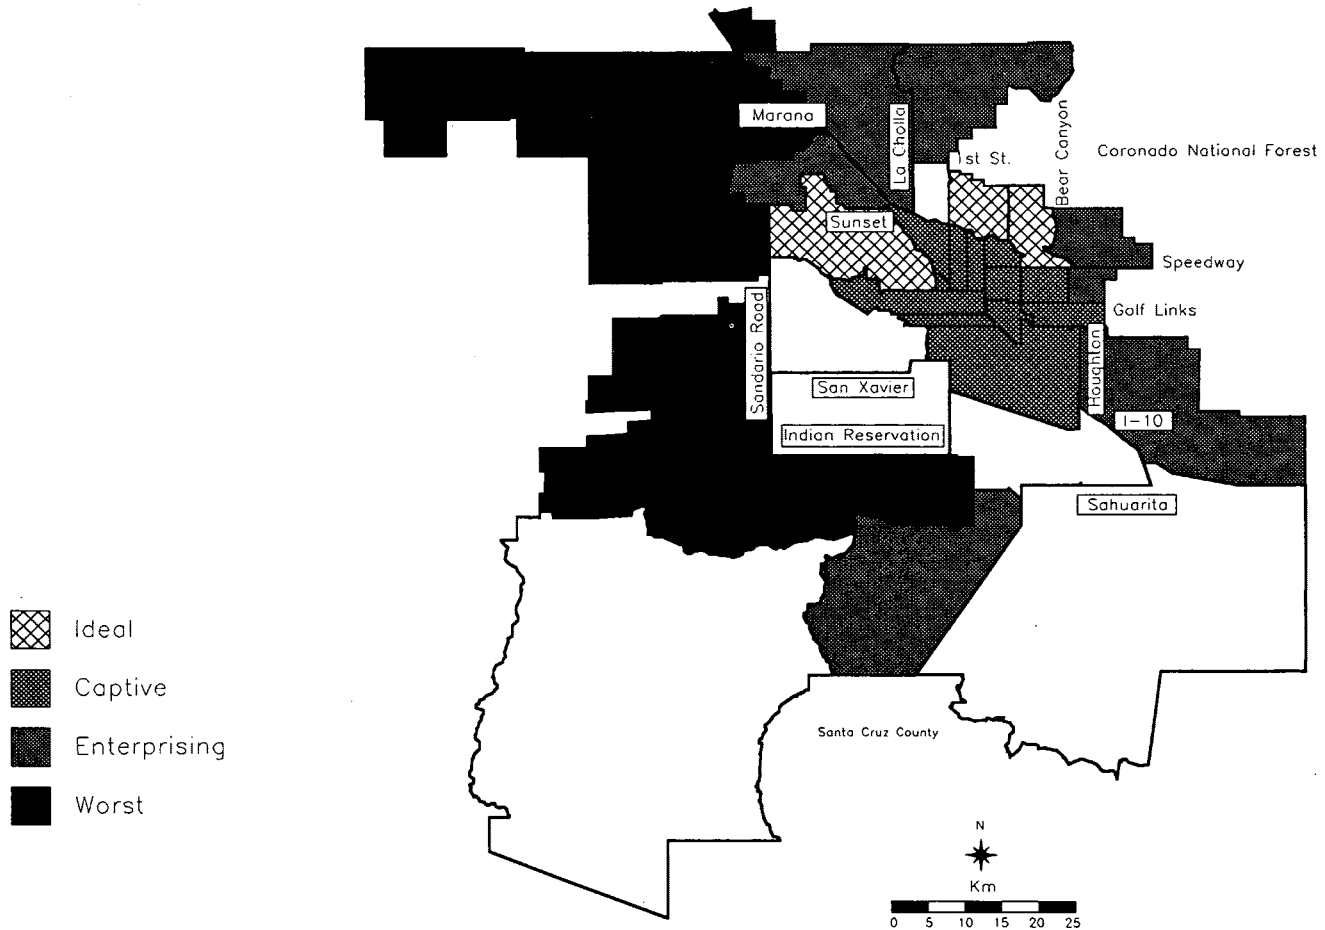 Marana
La Cholla
1st St.
Bear Canyon
Coronado National Forest
Sunset
Speedway
Sandario Road
Golf Links
Houghton
San Xavier
Indian Reservation
I-10
Sahuarita
Ideal
Captive
Enterprising
Worst
Santa Cruz County
N
Km
0 5 10 15 20 25